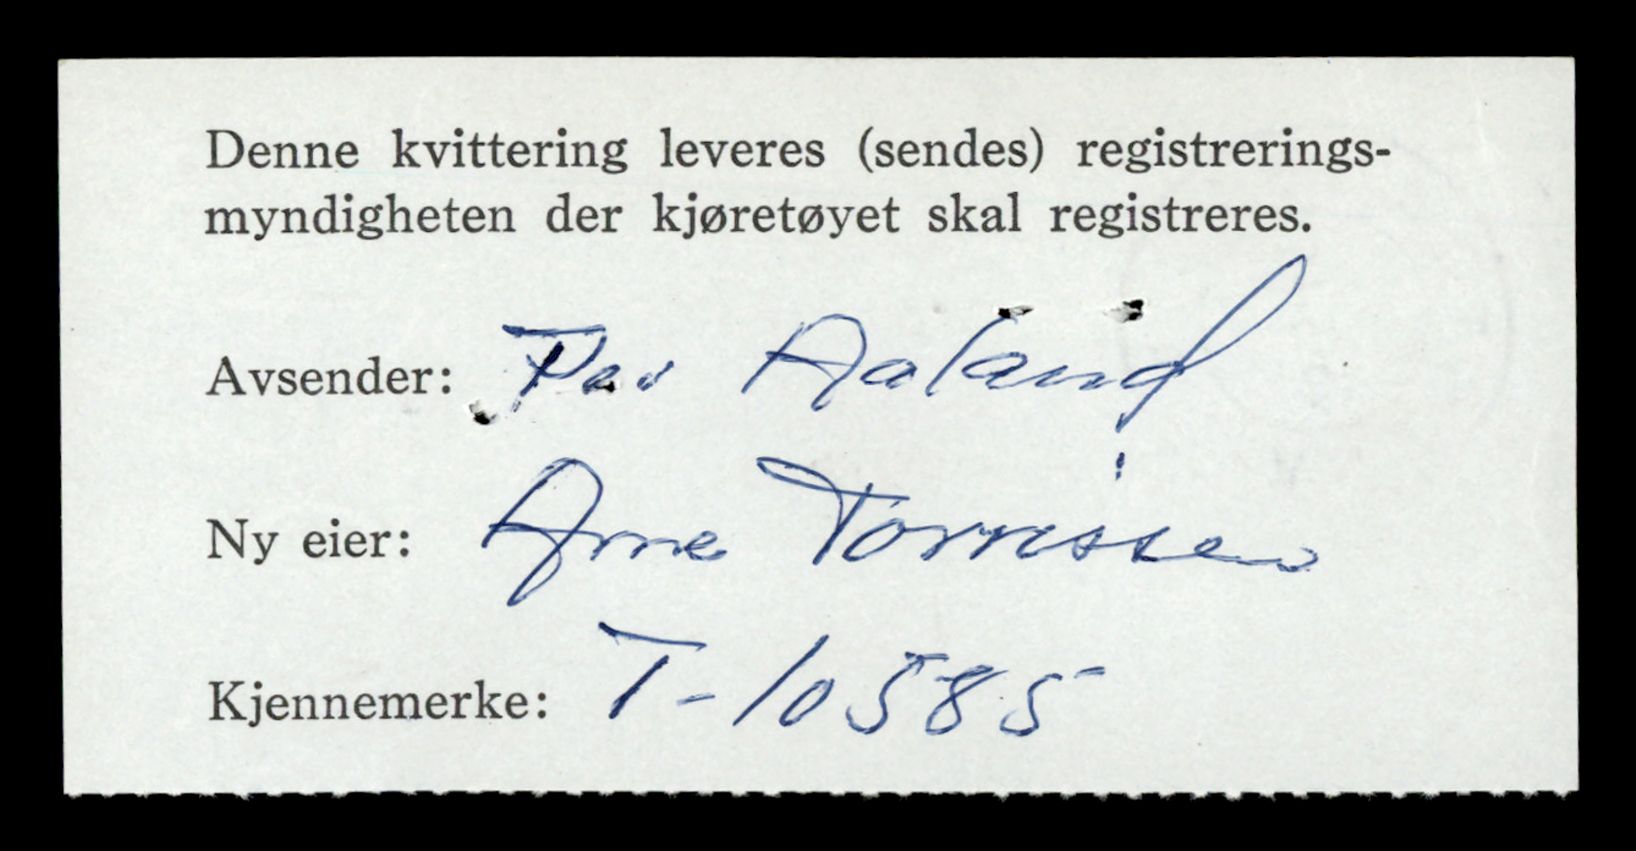 Denne kvittering leveres (sendes) registrerings-
myndigheten der kjøretøyet skal registreres.
Avsender: Per Aaland
Ny eier: Arne Torrissen
Kjennemerke: T-10585